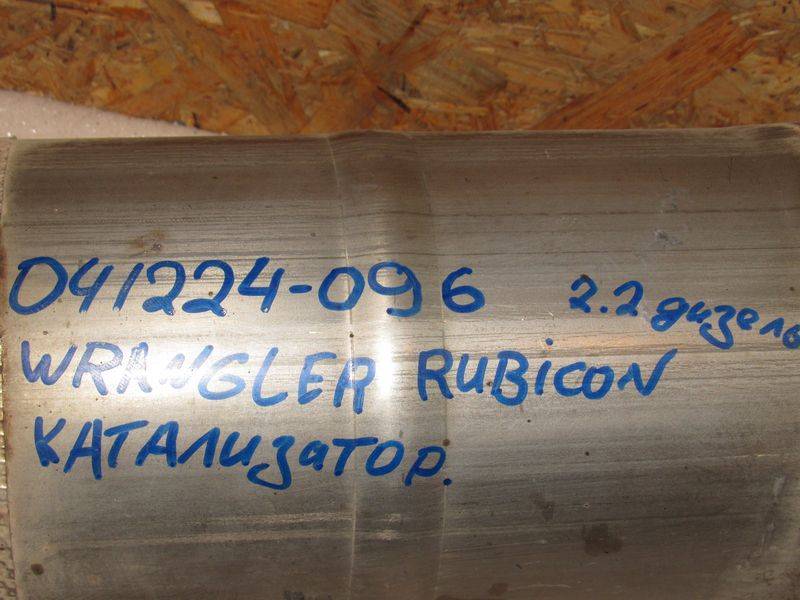 041224-096 2.2 дизель
WRANGLER RUBiCON
КАТАЛИЗАТОР.